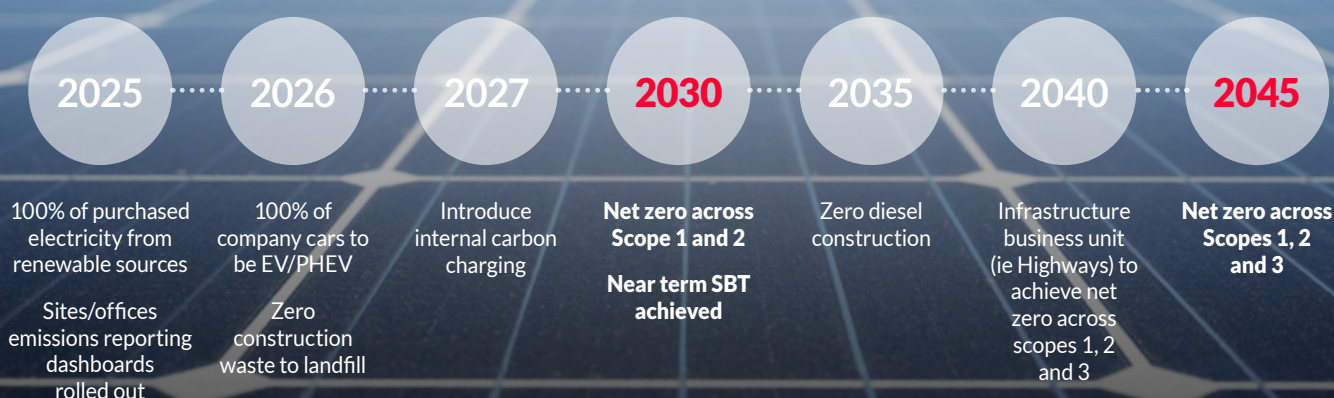 2025
2026
2027
2030
2035
2040
2045
100% of purchased
electricity from
renewable sources
Sites/offices
emissions reporting
dashboards
rolled out
100% of
company cars to
be EV/PHEV
Zero
construction
waste to landfill
Introduce
internal carbon
charging
Net zero across
Scope 1 and 2
Near term SBT
achieved
Zero diesel
construction
Infrastructure
business unit
(ie Highways) to
achieve net
zero across
scopes 1, 2
and 3
Net zero across
Scopes 1, 2
and 3